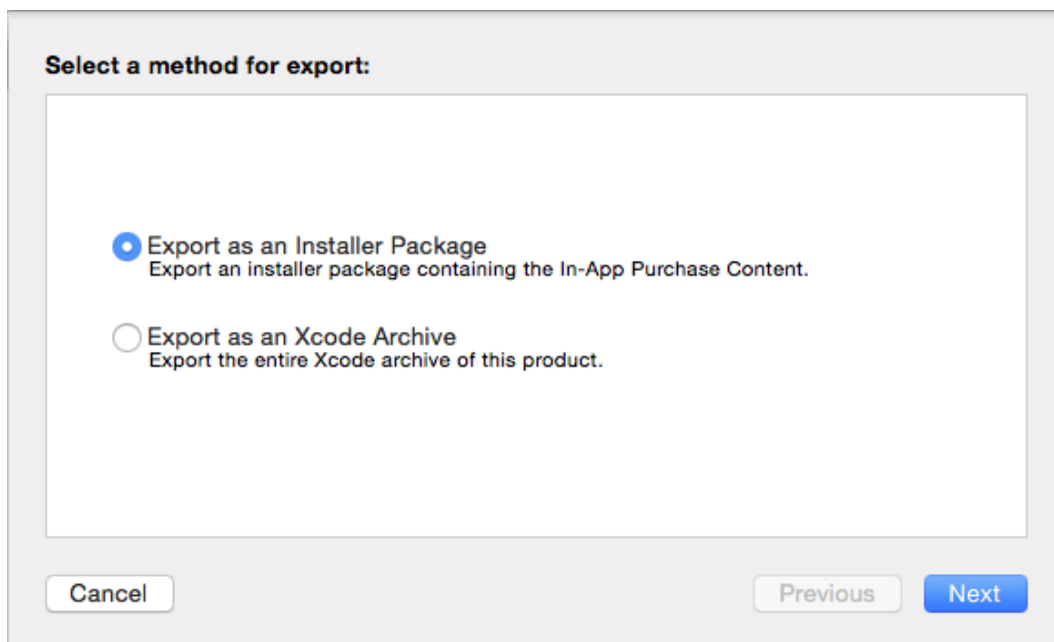 Select a method for export:
Export as an Installer Package
Export an installer package containing the In-App Purchase Content.
Export as an Xcode Archive
Export the entire Xcode archive of this product.
Cancel
Previous
Next